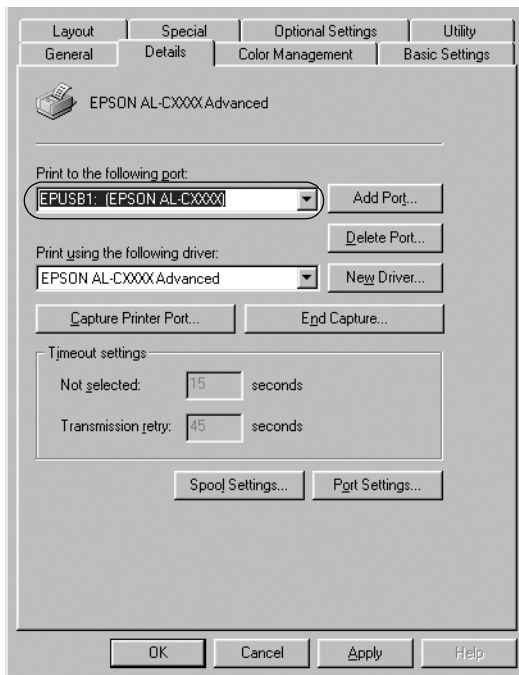 Layout Special Optional Settings Utility
General Details Color Management Basic Settings
EPSON AL-CXXXX Advanced
Print to the following port:
EPUSB1: (EPSON AL-CXXXX) Add Port...
Delete Port...
Print using the following driver:
EPSON AL-CXXXX Advanced New Driver...
Capture Printer Port... End Capture...
Timeout settings
Not selected: 15 seconds
Transmission retry: 45 seconds
Spool Settings... Port Settings...
OK Cancel Apply Help